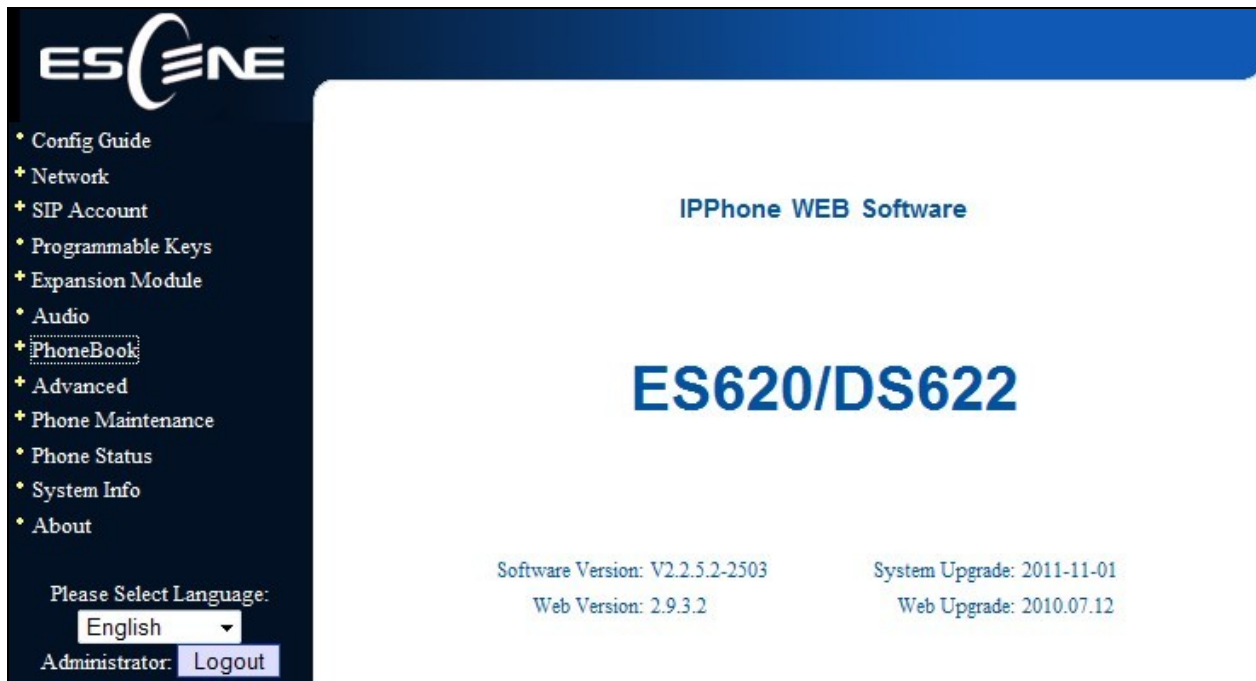 ESCENE
Config Guide
Network
SIP Account
Programmable Keys
Expansion Module
Audio
PhoneBook
Advanced
Phone Maintenance
Phone Status
System Info
About
Please Select Language:
English
Administrator: Logout
IPPhone WEB Software
ES620/DS622
Software Version: V2.2.5.2-2503 System Upgrade: 2011-11-01
Web Version: 2.9.3.2 Web Upgrade: 2010.07.12